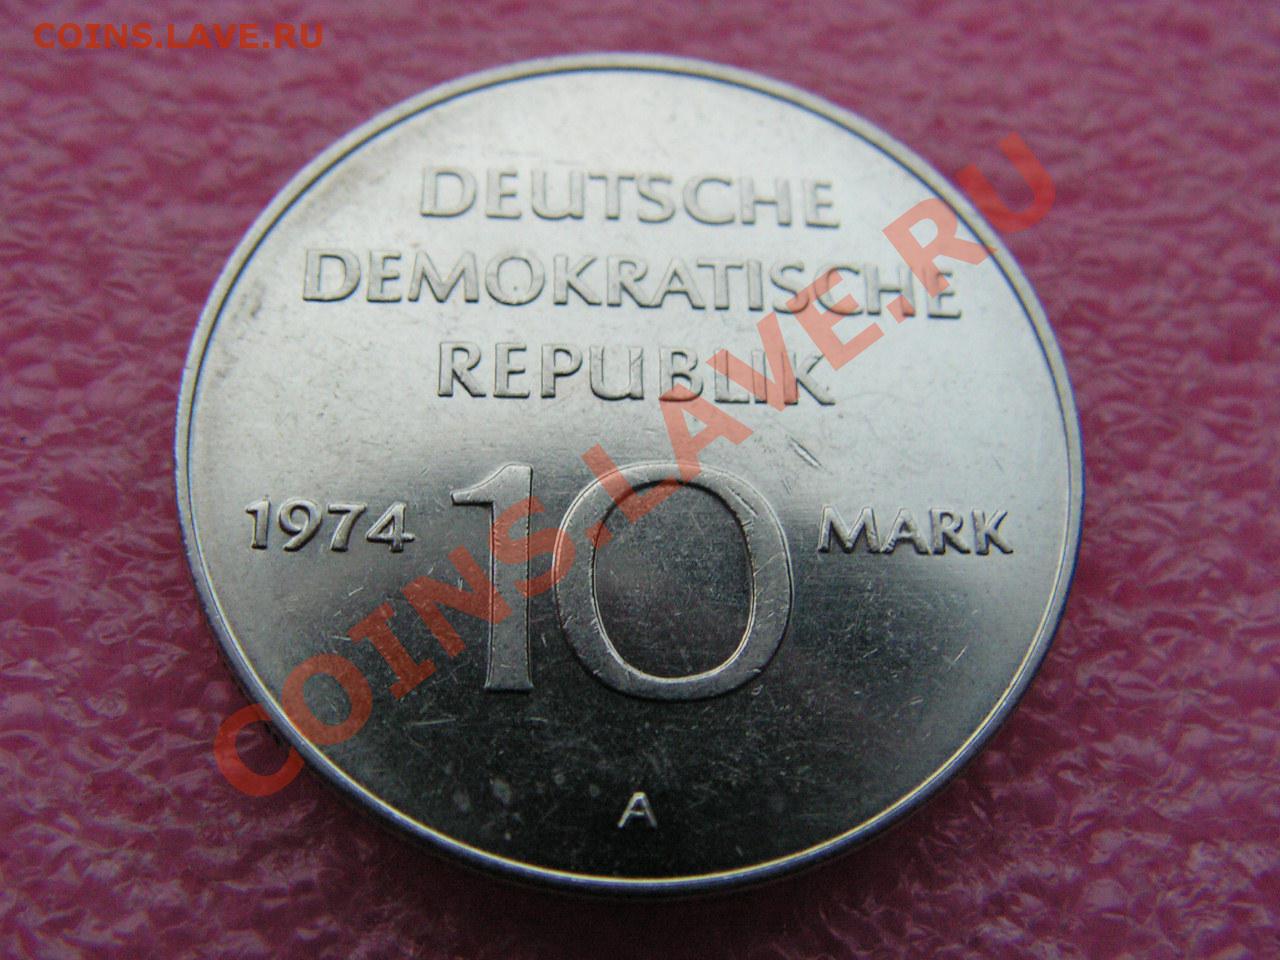 COINS.LAVE.RU
DEUTSCHE
DEMOKRATISCHE
REPUBLIK
1974 10 MARK
A
COINS.LAVE.RU